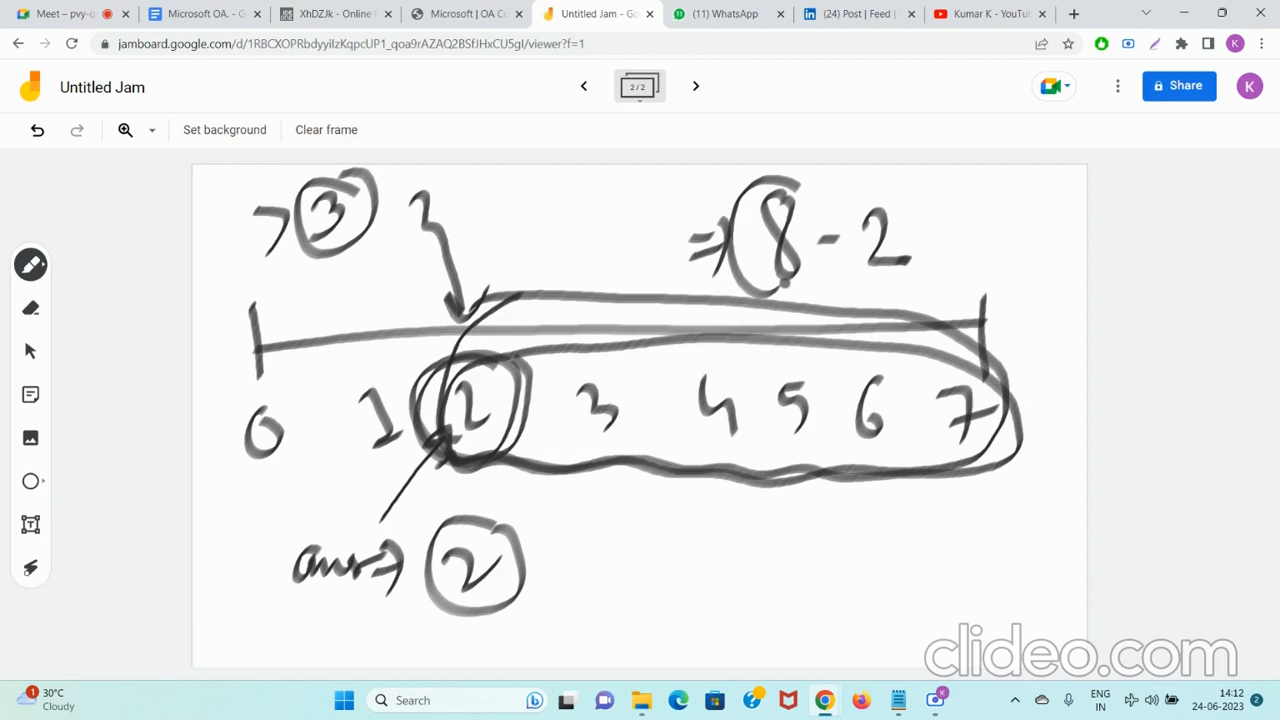 Meet - pvy-q
Microsoft OA. - G
XhDZJk - Online I
Microsoft | OA C
Untitled Jam - Go
(11) WhatsApp
(24) Post | Feed |
Kumar K - YouTu
jamboard.google.com/d/1RBCXOPRbdyyiIzKqpcUP1_qoa9rAZAQ2BSfJHxCU5gI/viewer?f=1
K
Untitled Jam
2 / 2
Share
K
Set background
Clear frame
> 3
=> 8 - 2
0 1 2 3 4 5 6 7
ans => 2
clideo.com
1
30°C
Cloudy
Search
ENG
IN
14:12
24-06-2023
2